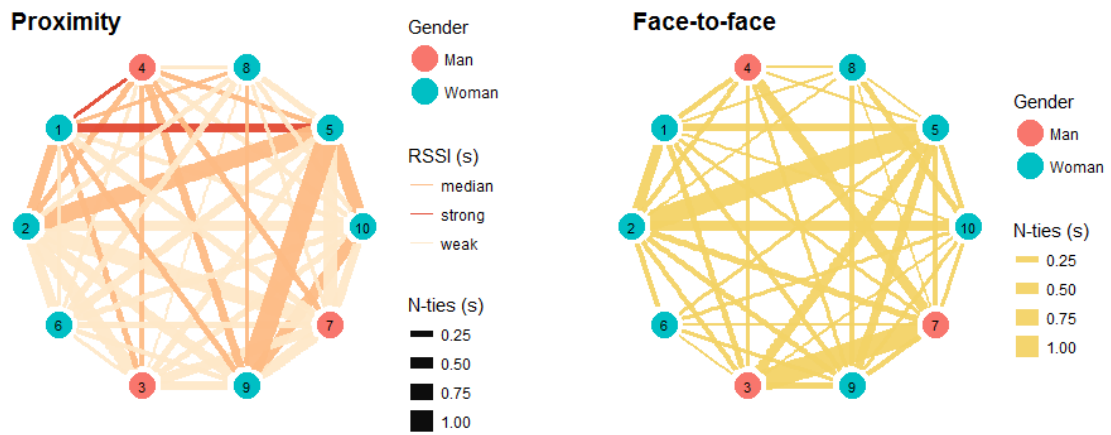 Proximity
Gender
Man
Woman
RSSI (s)
median
strong
weak
N-ties (s)
0.25
0.50
0.75
1.00
4
8
1
5
2
10
6
7
3
9
Face-to-face
Gender
Man
Woman
N-ties (s)
0.25
0.50
0.75
1.00
4
8
1
5
2
10
6
7
3
9